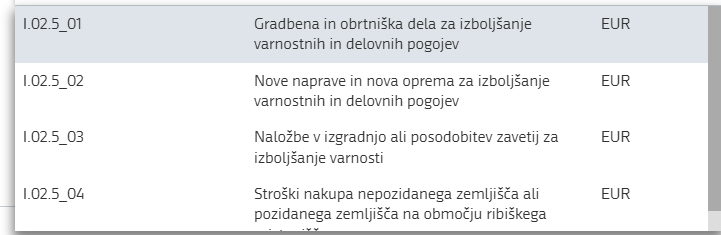 I.02.5_01 Gradbena in obrtniška dela za izboljšanje EUR
varnostnih in delovnih pogojev
I.02.5_02 Nove naprave in nova oprema za izboljšanje EUR
varnostnih in delovnih pogojev
I.02.5_03 Naložbe v izgradnjo ali posodobitev zavetij za EUR
izboljšanje varnosti
I.02.5_04 Stroški nakupa nepozidanega zemljišča ali EUR
pozidanega zemljišča na območju ribiškega